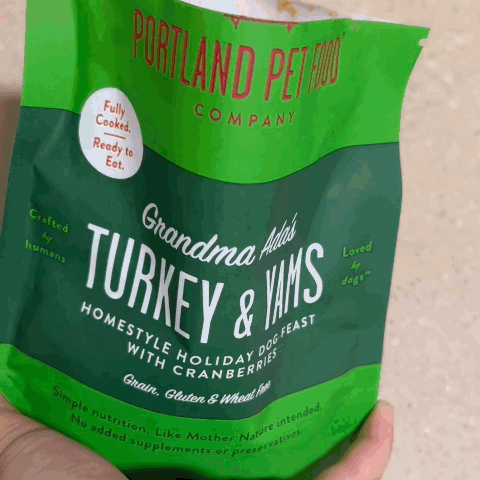 PORTLAND PET FOOD
COMPANY
Fully
Cooked.
Ready to
Eat.
Grandma Ada's
TURKEY & YAMS
HOMESTYLE HOLIDAY DOG FEAST
WITH CRANBERRIES
Grain, Gluten & Wheat Free
Crafted
by
humans
Loved
by
dogs™
Simple nutrition. Like Mother Nature intended.
No added supplements or preservatives.